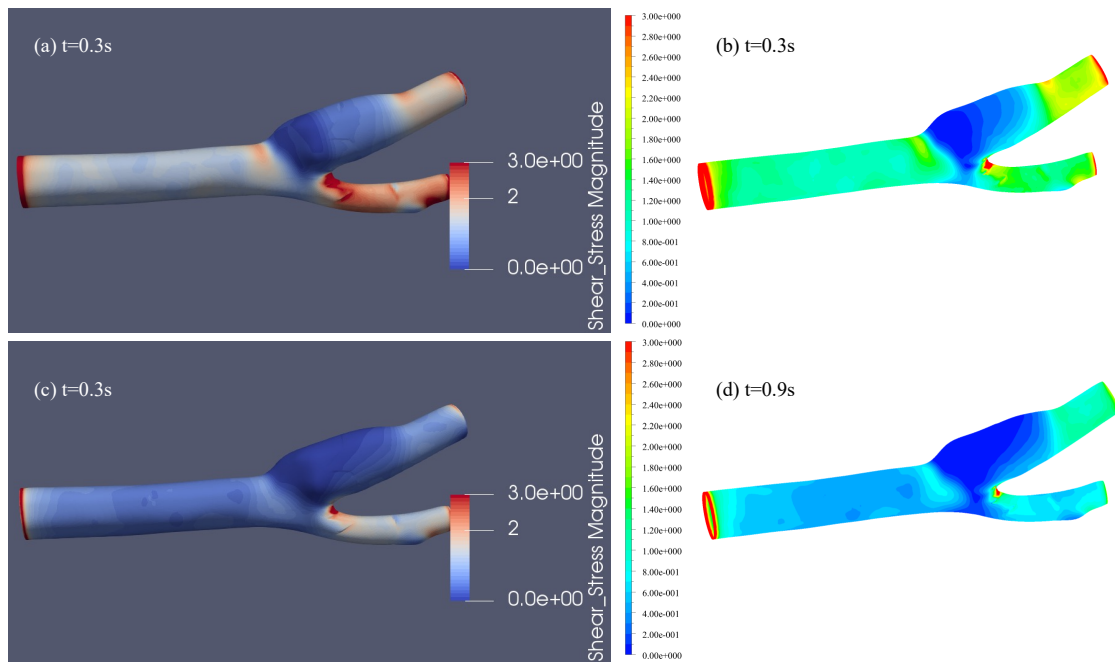 (a) t=0.3s
3.0e+00
2
0.0e+00
Shear_Stress Magnitude
3.00e+000
2.80e+000
2.60e+000
2.40e+000
2.20e+000
2.00e+000
1.80e+000
1.60e+000
1.40e+000
1.20e+000
1.00e+000
8.00e-001
6.00e-001
4.00e-001
2.00e-001
0.00e+000
(b) t=0.3s
(c) t=0.3s
3.0e+00
2
0.0e+00
Shear_Stress Magnitude
3.00e+000
2.80e+000
2.60e+000
2.40e+000
2.20e+000
2.00e+000
1.80e+000
1.60e+000
1.40e+000
1.20e+000
1.00e+000
8.00e-001
6.00e-001
4.00e-001
2.00e-001
0.00e+000
(d) t=0.9s